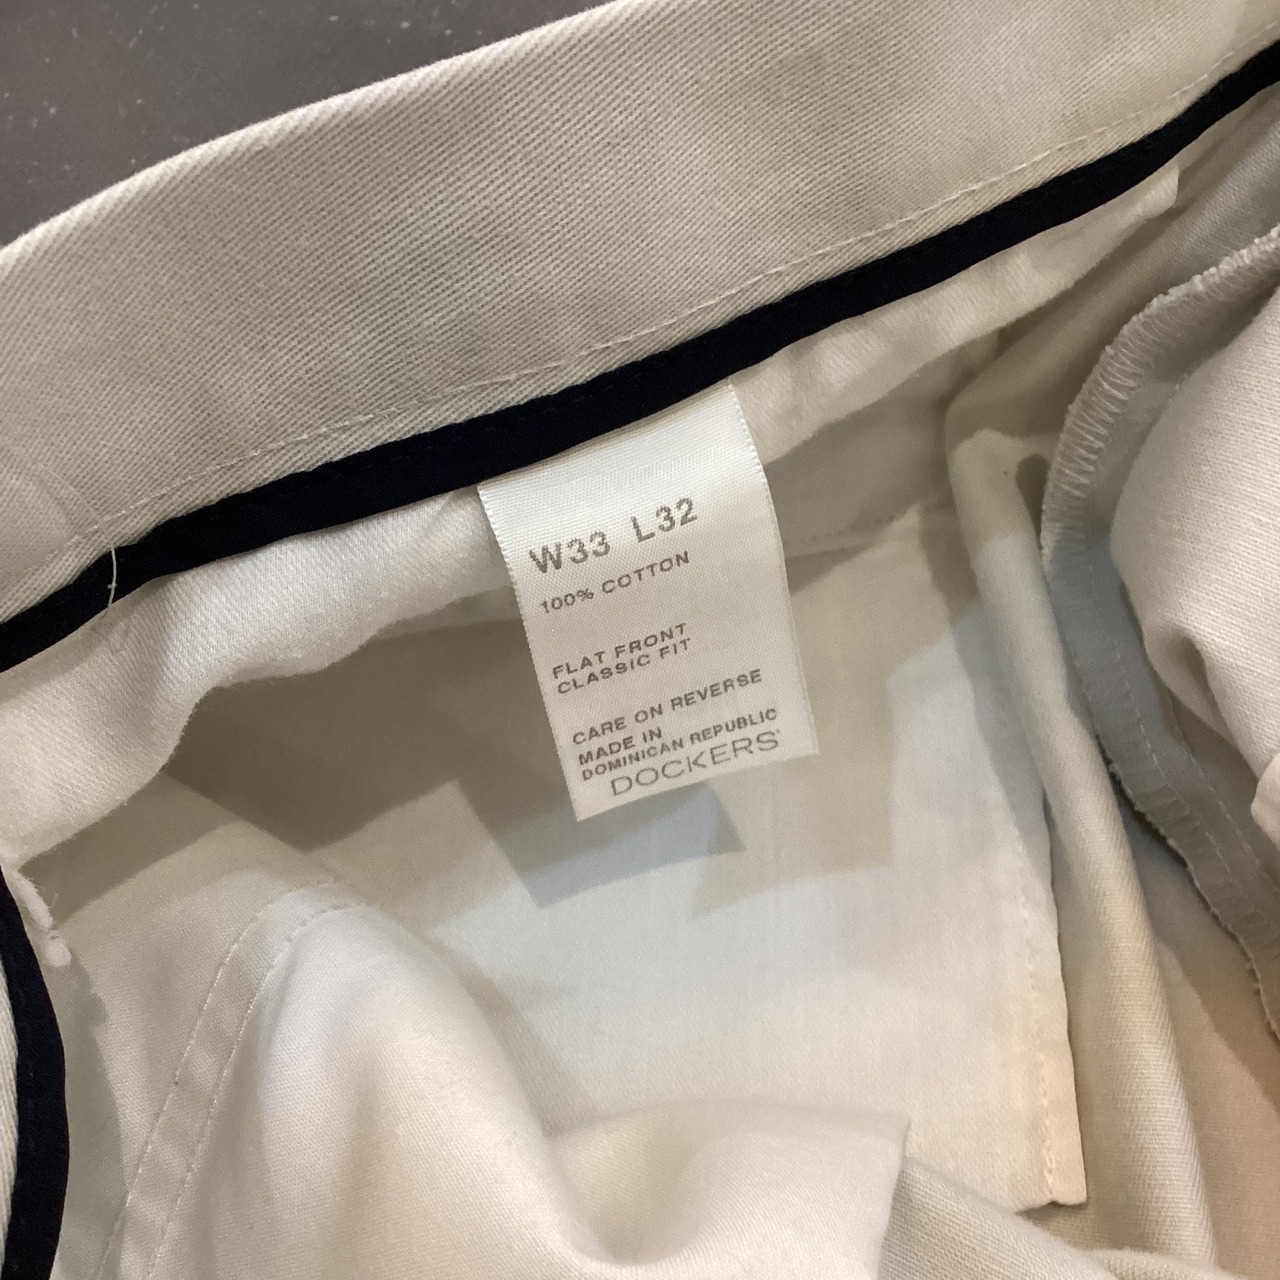 W33 L32
100% COTTON
FLAT FRONT
CLASSIC FIT
CARE ON REVERSE
MADE IN
DOMINICAN REPUBLIC
DOCKERS